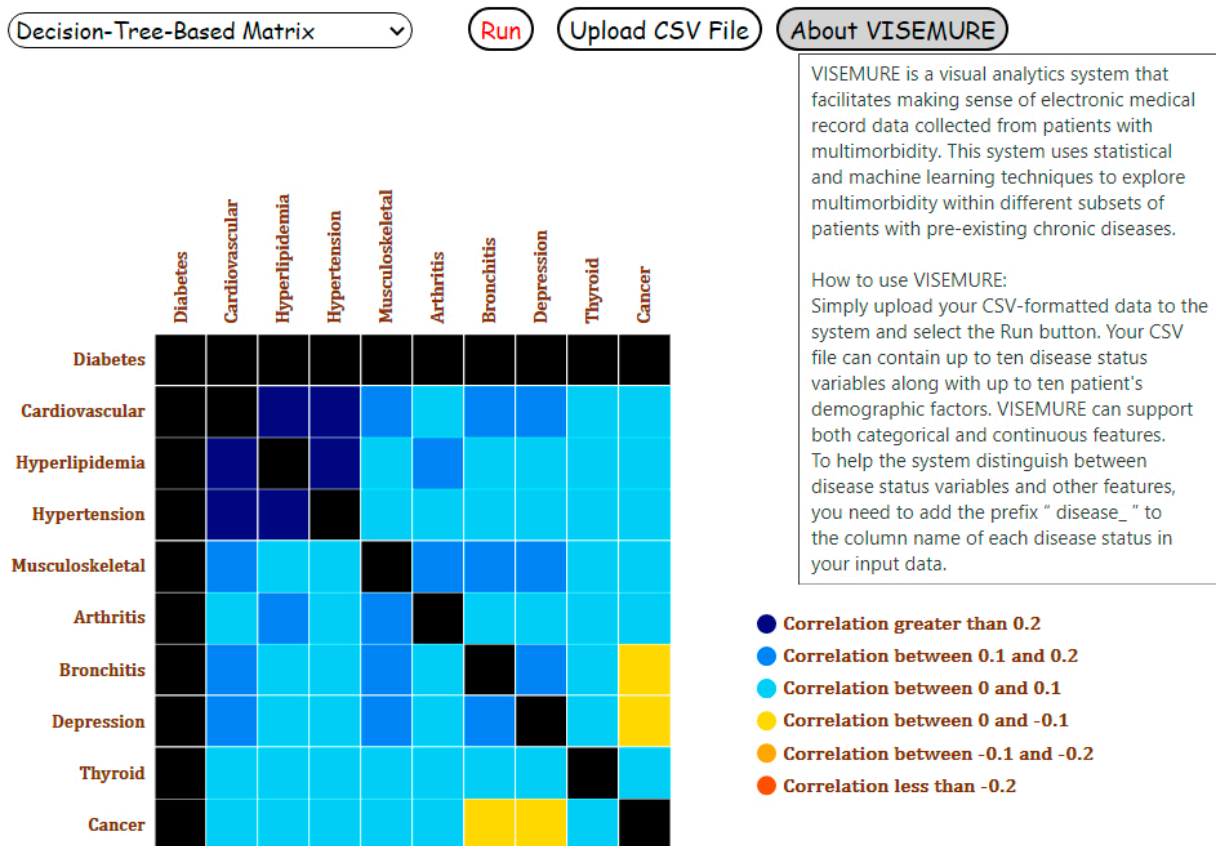 Decision-Tree-Based Matrix
Run
Upload CSV File
About VISEMURE
VISEMURE is a visual analytics system that
facilitates making sense of electronic medical
record data collected from patients with
multimorbidity. This system uses statistical
and machine learning techniques to explore
multimorbidity within different subsets of
patients with pre-existing chronic diseases.
How to use VISEMURE:
Simply upload your CSV-formatted data to the
system and select the Run button. Your CSV
file can contain up to ten disease status
variables along with up to ten patient's
demographic factors. VISEMURE can support
both categorical and continuous features.
To help the system distinguish between
disease status variables and other features,
you need to add the prefix “ disease_ ” to
the column name of each disease status in
your input data.
Diabetes
Cardiovascular
Hyperlipidemia
Hypertension
Musculoskeletal
Arthritis
Bronchitis
Depression
Thyroid
Cancer
Diabetes
Cardiovascular
Hyperlipidemia
Hypertension
Musculoskeletal
Arthritis
Bronchitis
Depression
Thyroid
Cancer
Correlation greater than 0.2
Correlation between 0.1 and 0.2
Correlation between 0 and 0.1
Correlation between 0 and -0.1
Correlation between -0.1 and -0.2
Correlation less than -0.2